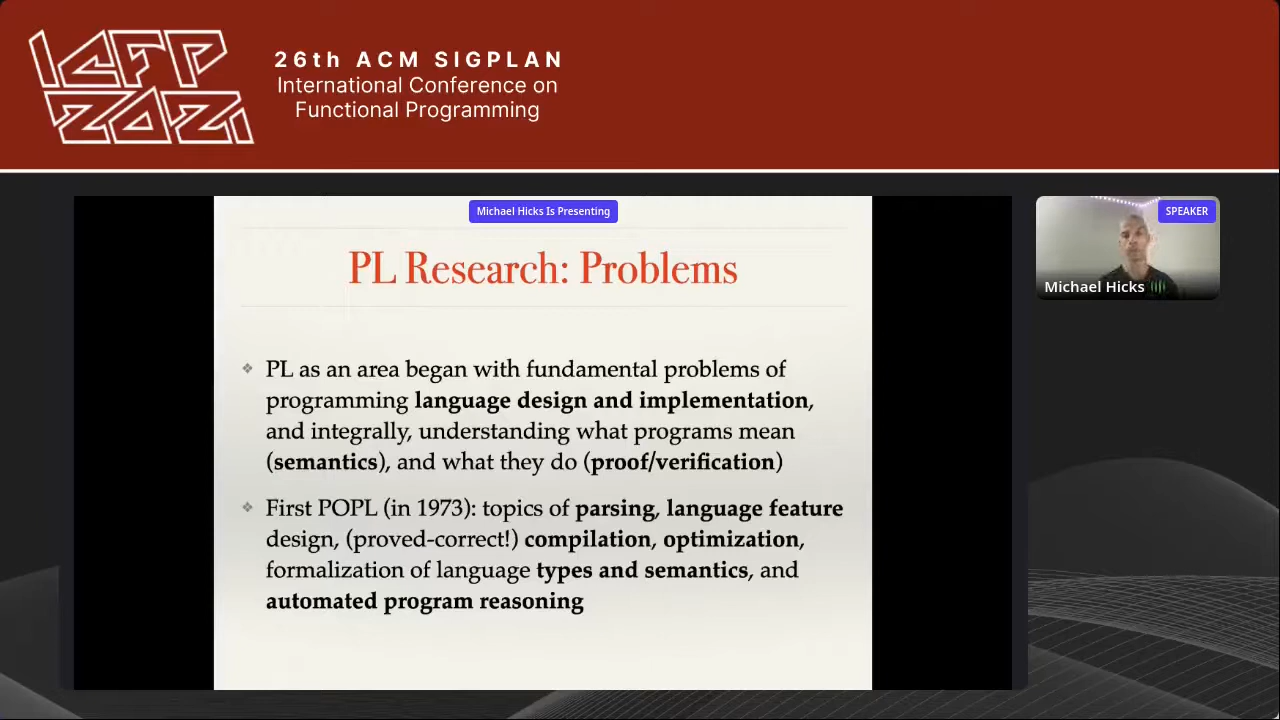 ICFP
2021
26th ACM SIGPLAN
International Conference on
Functional Programming
Michael Hicks Is Presenting
SPEAKER
Michael Hicks
PL Research: Problems
❖ PL as an area began with fundamental problems of
programming language design and implementation,
and integrally, understanding what programs mean
(semantics), and what they do (proof/verification)
❖ First POPL (in 1973): topics of parsing, language feature
design, (proved-correct!) compilation, optimization,
formalization of language types and semantics, and
automated program reasoning